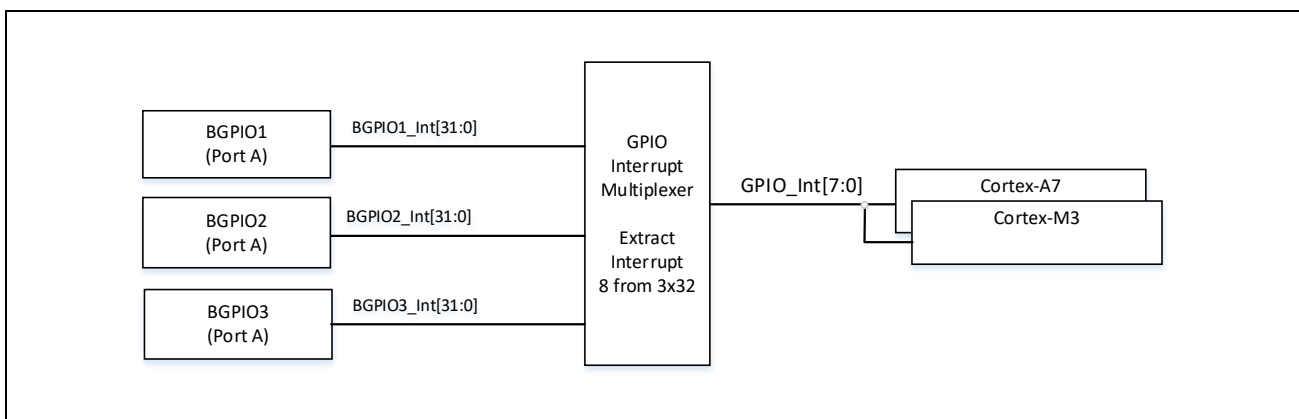 BGPIO1
(Port A)
BGPIO1_Int[31:0]
BGPIO2
(Port A)
BGPIO2_Int[31:0]
BGPIO3
(Port A)
BGPIO3_Int[31:0]
GPIO
Interrupt
Multiplexer
Extract
Interrupt
8 from 3x32
GPIO_Int[7:0]
Cortex-A7
Cortex-M3